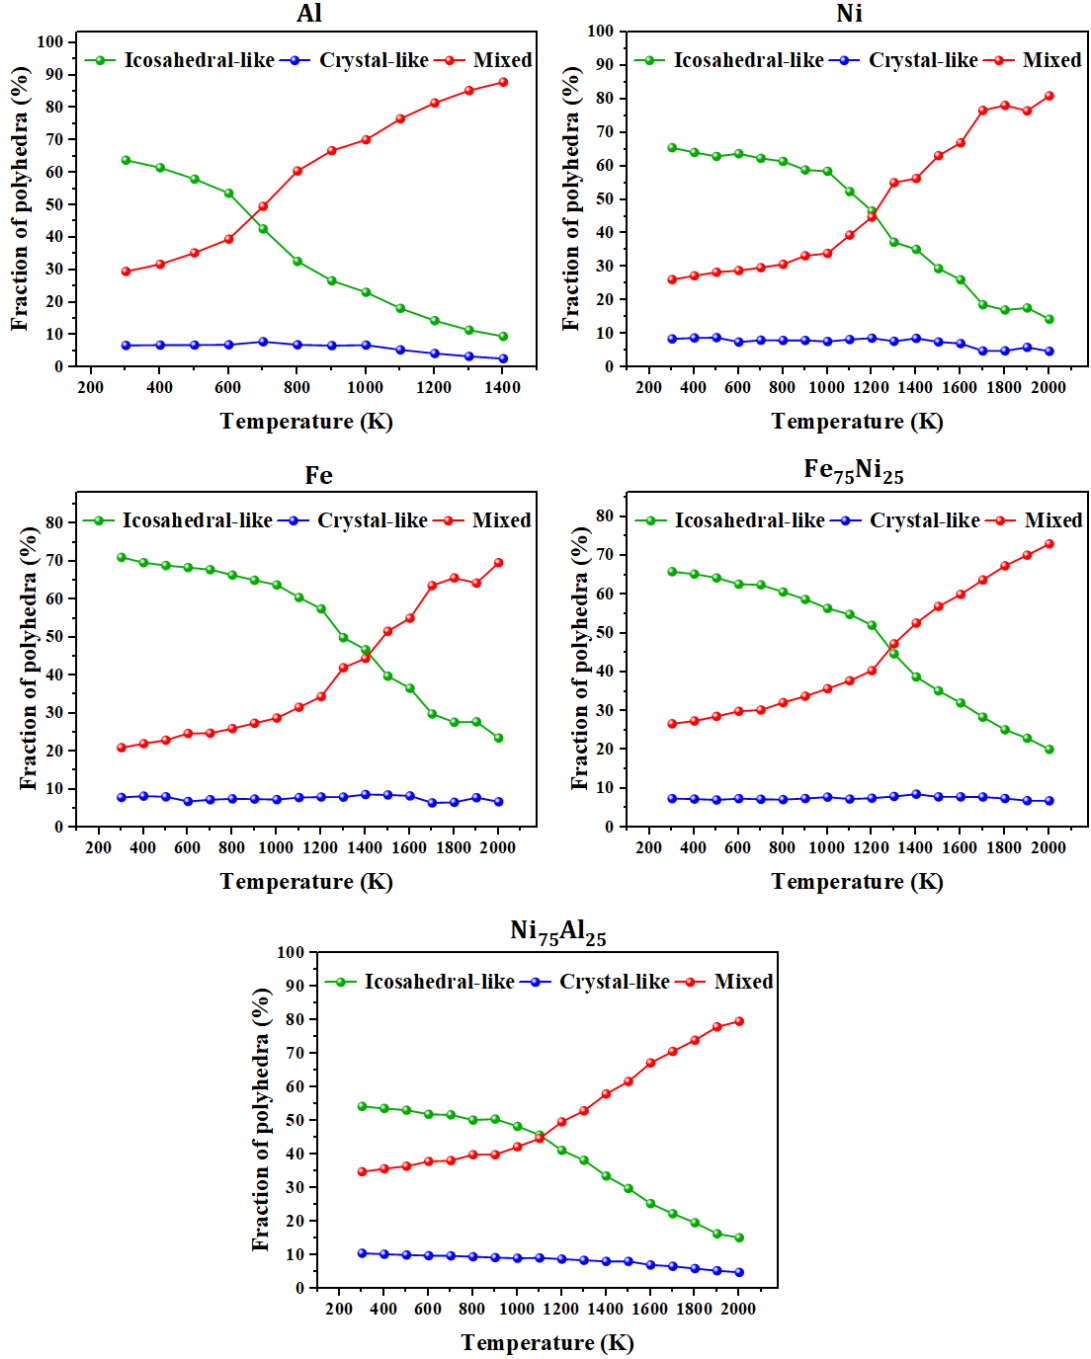 Al
Fraction of polyhedra (%)
100
90
80
70
60
50
40
30
20
10
0
Icosahedral-like Crystal-like Mixed
200 400 600 800 1000 1200 1400
Temperature (K)
Ni
Fraction of polyhedra (%)
100
90
80
70
60
50
40
30
20
10
0
Icosahedral-like Crystal-like Mixed
200 400 600 800 1000 1200 1400 1600 1800 2000
Temperature (K)
Fe
Fraction of polyhedra (%)
80
70
60
50
40
30
20
10
0
Icosahedral-like Crystal-like Mixed
200 400 600 800 1000 1200 1400 1600 1800 2000
Temperature (K)
Fe₇₅Ni₂₅
Fraction of polyhedra (%)
80
70
60
50
40
30
20
10
0
Icosahedral-like Crystal-like Mixed
200 400 600 800 1000 1200 1400 1600 1800 2000
Temperature (K)
Ni₇₅Al₂₅
Fraction of polyhedra (%)
100
90
80
70
60
50
40
30
20
10
0
Icosahedral-like Crystal-like Mixed
200 400 600 800 1000 1200 1400 1600 1800 2000
Temperature (K)